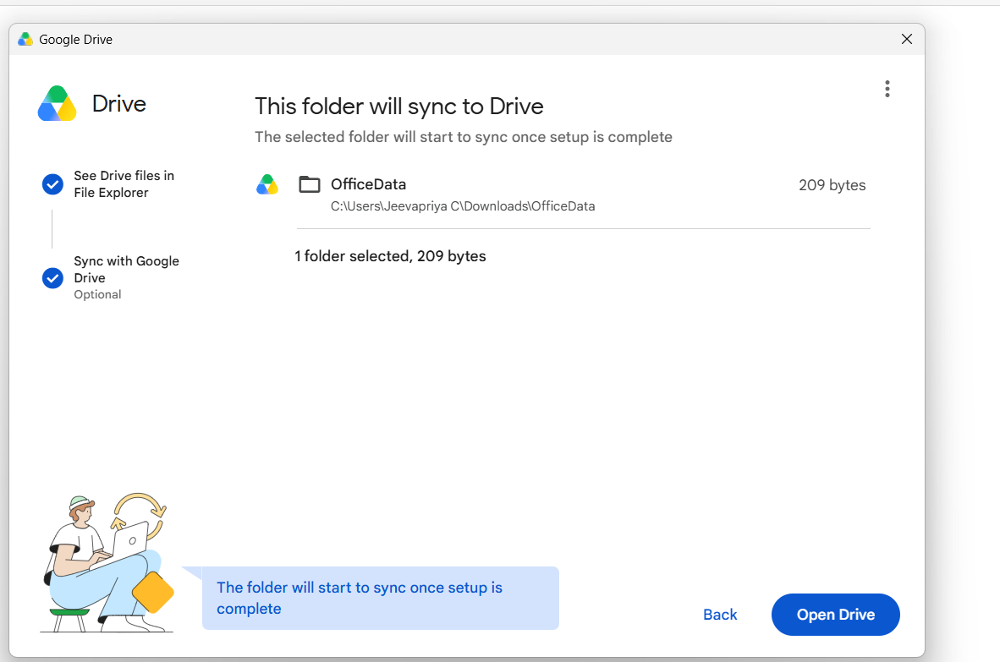 Google Drive
Drive
This folder will sync to Drive
The selected folder will start to sync once setup is complete
See Drive files in
File Explorer
OfficeData
209 bytes
C:\Users\Jeevapriya C\Downloads\OfficeData
1 folder selected, 209 bytes
Sync with Google
Drive
Optional
The folder will start to sync once setup is
complete
Back
Open Drive